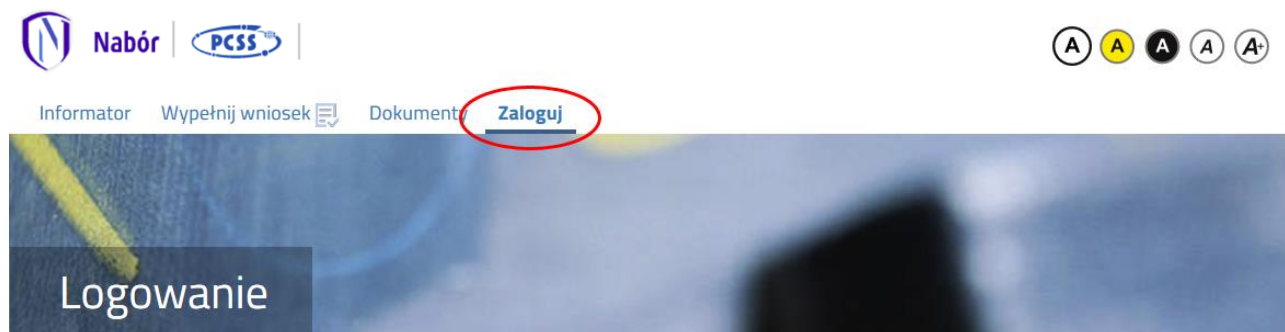 Nabór PCSS A A A A A+
Informator Wypełnij wniosek Dokumenty Zaloguj
Logowanie